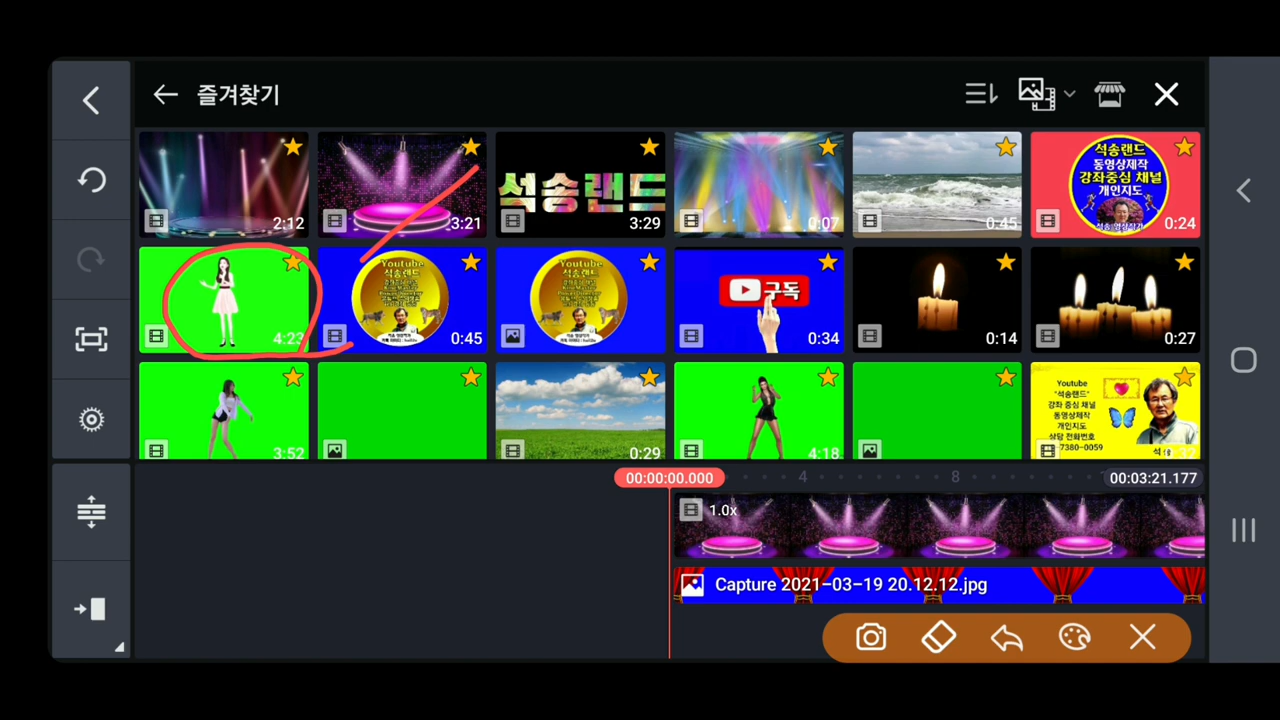 즐겨찾기
2:12
3:21
석송랜드
3:29
0:07
0:45
석송랜드
동영상제작
강좌중심 채널
개인지도
0:24
4:23
Youtube
석송랜드
0:45
Youtube
석송랜드
구독
0:34
0:14
0:27
3:52
0:29
4:18
Youtube
"석송랜드"
강좌 중심 채널
동영상제작
개인지도
상담 전화번호
7380-0059
00:00:00.000
4
8
00:03:21.177
1.0x
Capture 2021-03-19 20.12.12.jpg